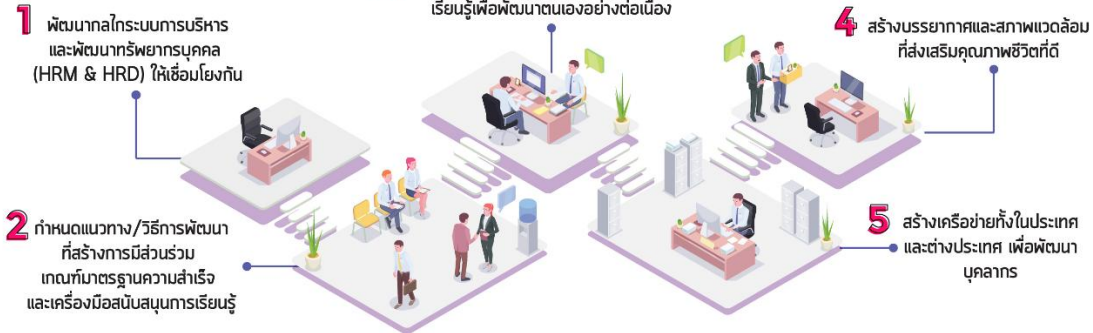 1 พัฒนากลไกระบบการบริหาร
และพัฒนาทรัพยากรบุคคล
(HRM & HRD) ให้เชื่อมโยงกัน
2 กำหนดแนวทาง/วิธีการพัฒนา
ที่สร้างการมีส่วนร่วม
เกณฑ์มาตรฐานความสำเร็จ
และเครื่องมือสนับสนุนการเรียนรู้
เรียนรู้เพื่อพัฒนาตนเองอย่างต่อเนื่อง
4 สร้างบรรยากาศและสภาพแวดล้อม
ที่ส่งเสริมคุณภาพชีวิตที่ดี
5 สร้างเครือข่ายทั้งในประเทศ
และต่างประเทศ เพื่อพัฒนา
บุคลากร